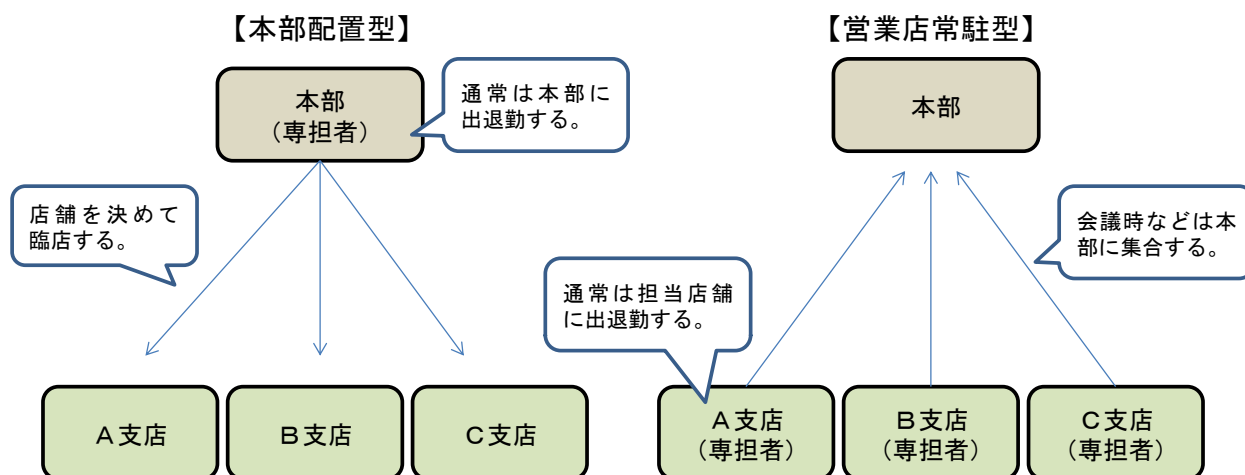 【本部配置型】
本部
（専担者）
通常は本部に
出退勤する。
店舗を決めて
臨店する。
A支店
B支店
C支店
【営業店常駐型】
本部
会議時などは本
部に集合する。
通常は担当店舗
に出退勤する。
A支店
（専担者）
B支店
（専担者）
C支店
（専担者）